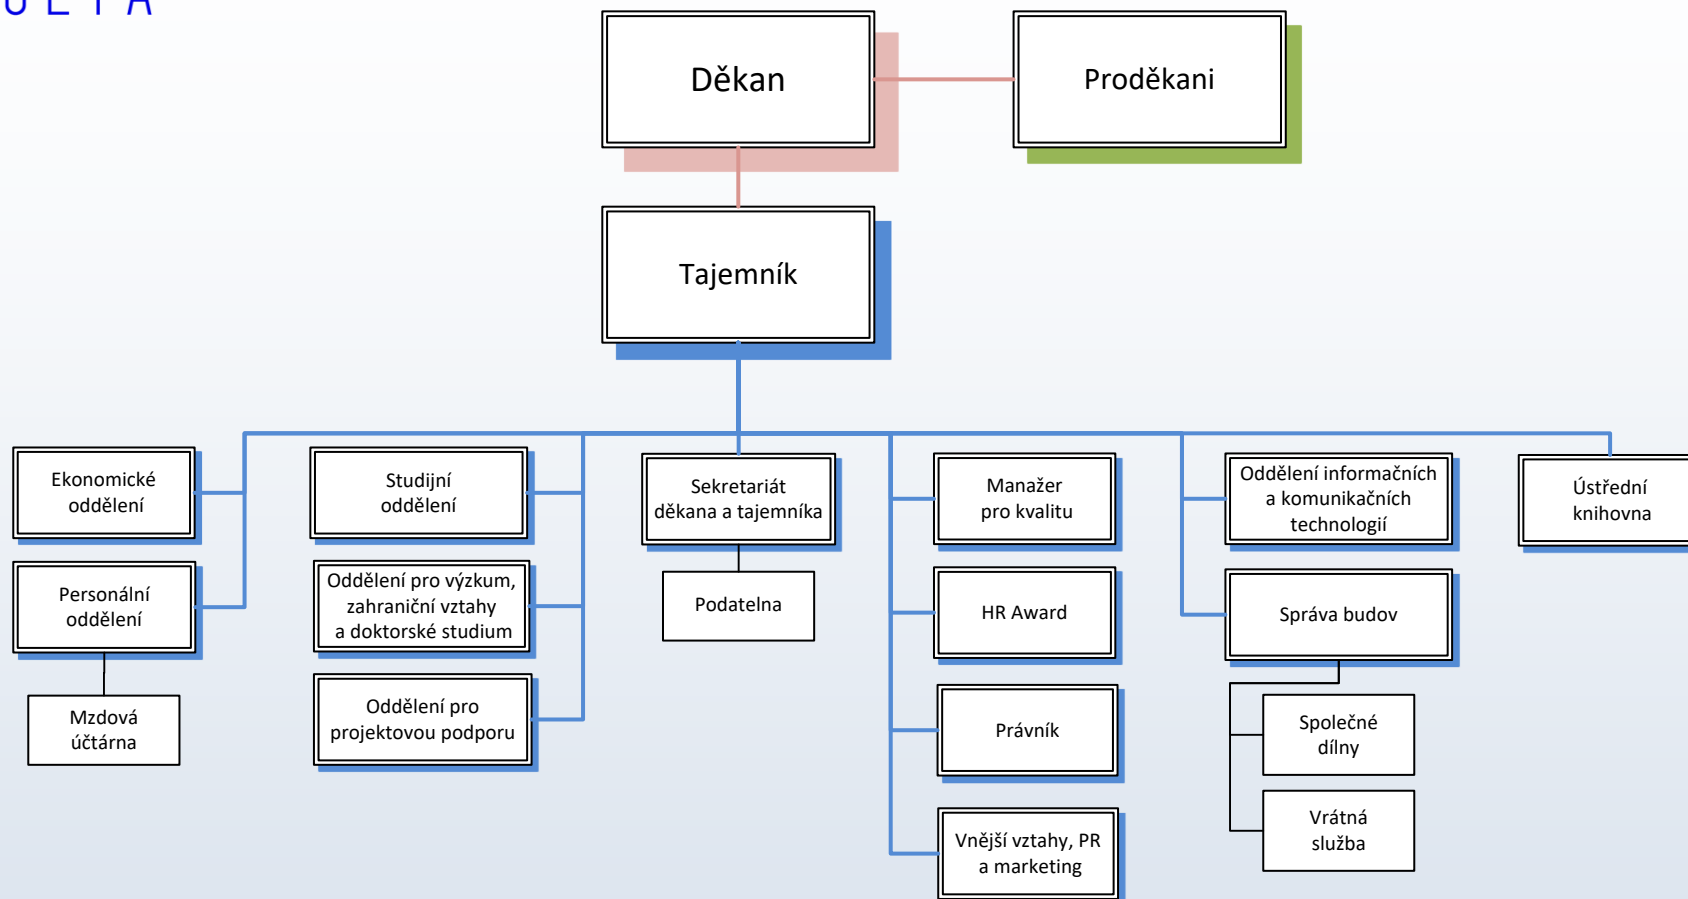 Děkan
Proděkani
Tajemník
Ekonomické
oddělení
Personální
oddělení
Mzdová
účtárna
Studijní
oddělení
Oddělení pro výzkum,
zahraniční vztahy
a doktorské studium
Oddělení pro
projektovou podporu
Sekretariát
děkana a tajemníka
Podatelna
Manažer
pro kvalitu
HR Award
Právník
Vnější vztahy, PR
a marketing
Oddělení informačních
a komunikačních
technologií
Správa budov
Společné
dílny
Vrátná
služba
Ústřední
knihovna